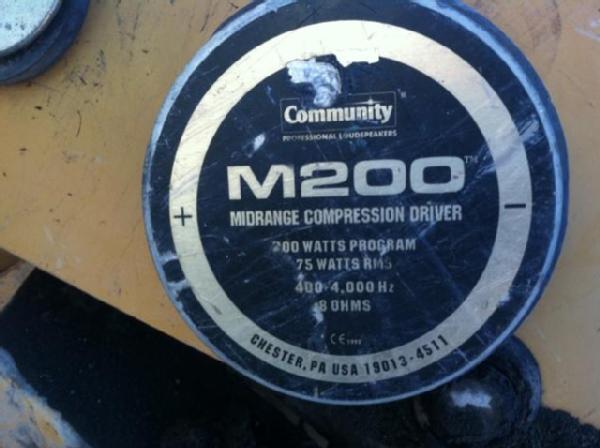 Community
PROFESSIONAL LOUDSPEAKERS
M200™
MIDRANGE COMPRESSION DRIVER
+ −
200 WATTS PROGRAM
75 WATTS RMS
400-4,000 Hz
8 OHMS
CE
CHESTER, PA USA 19013-4511